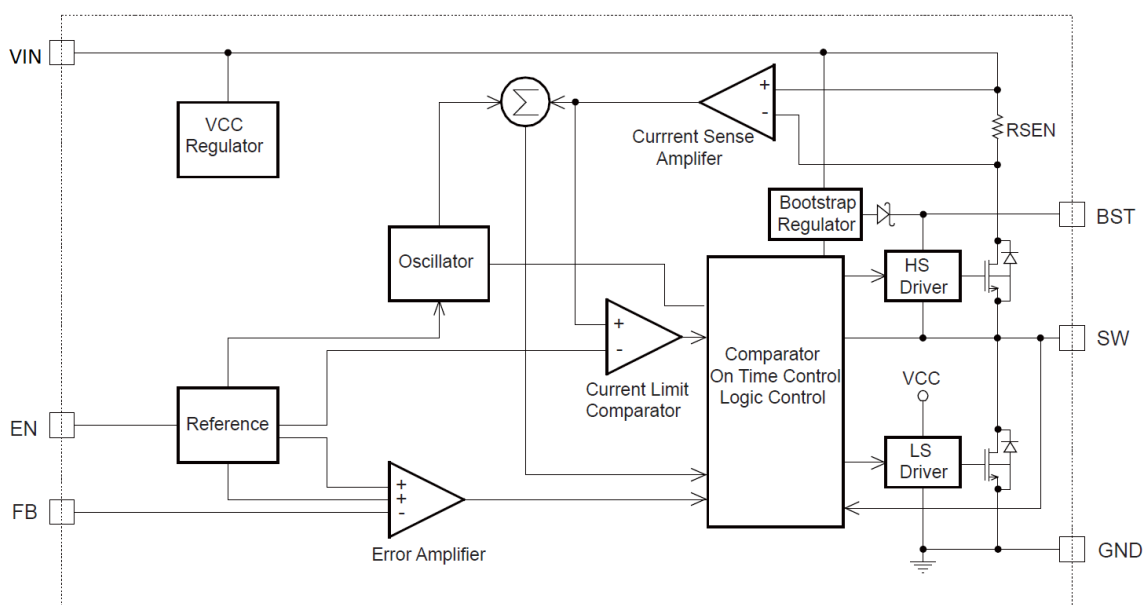 VIN
VCC
Regulator
Σ
+
-
Currrent Sense
Amplifer
RSEN
Bootstrap
Regulator
BST
Oscillator
HS
Driver
+
-
Current Limit
Comparator
Comparator
On Time Control
Logic Control
SW
VCC
EN
Reference
LS
Driver
FB
+
+
-
Error Amplifier
GND